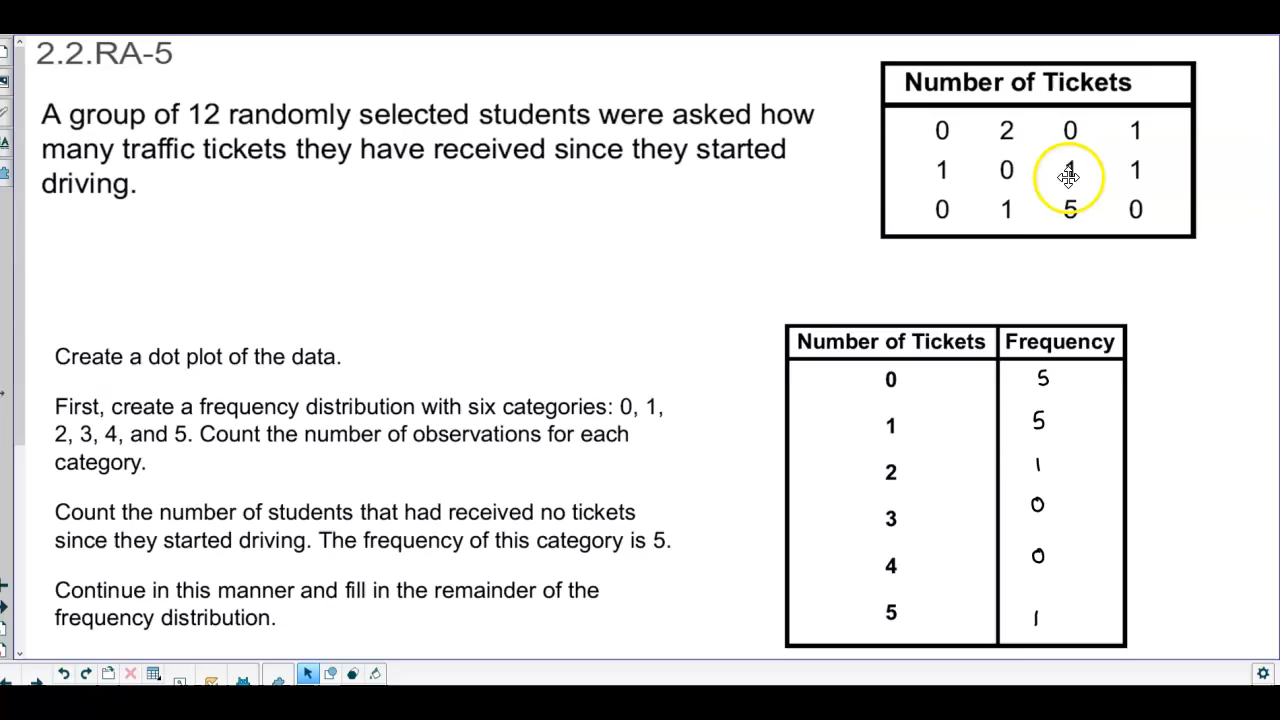 2.2.RA-5
A group of 12 randomly selected students were asked how
many traffic tickets they have received since they started
driving.
Number of Tickets
0 2 0 1
1 0 1 1
0 1 5 0
Create a dot plot of the data.
First, create a frequency distribution with six categories: 0, 1,
2, 3, 4, and 5. Count the number of observations for each
category.
Count the number of students that had received no tickets
since they started driving. The frequency of this category is 5.
Continue in this manner and fill in the remainder of the
frequency distribution.
Number of Tickets Frequency
0 5
1 5
2 1
3 0
4 0
5 1